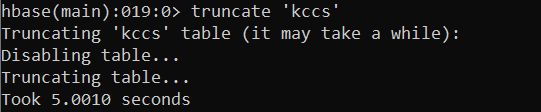 hbase(main):019:0> truncate 'kccs'
Truncating 'kccs' table (it may take a while):
Disabling table...
Truncating table...
Took 5.0010 seconds